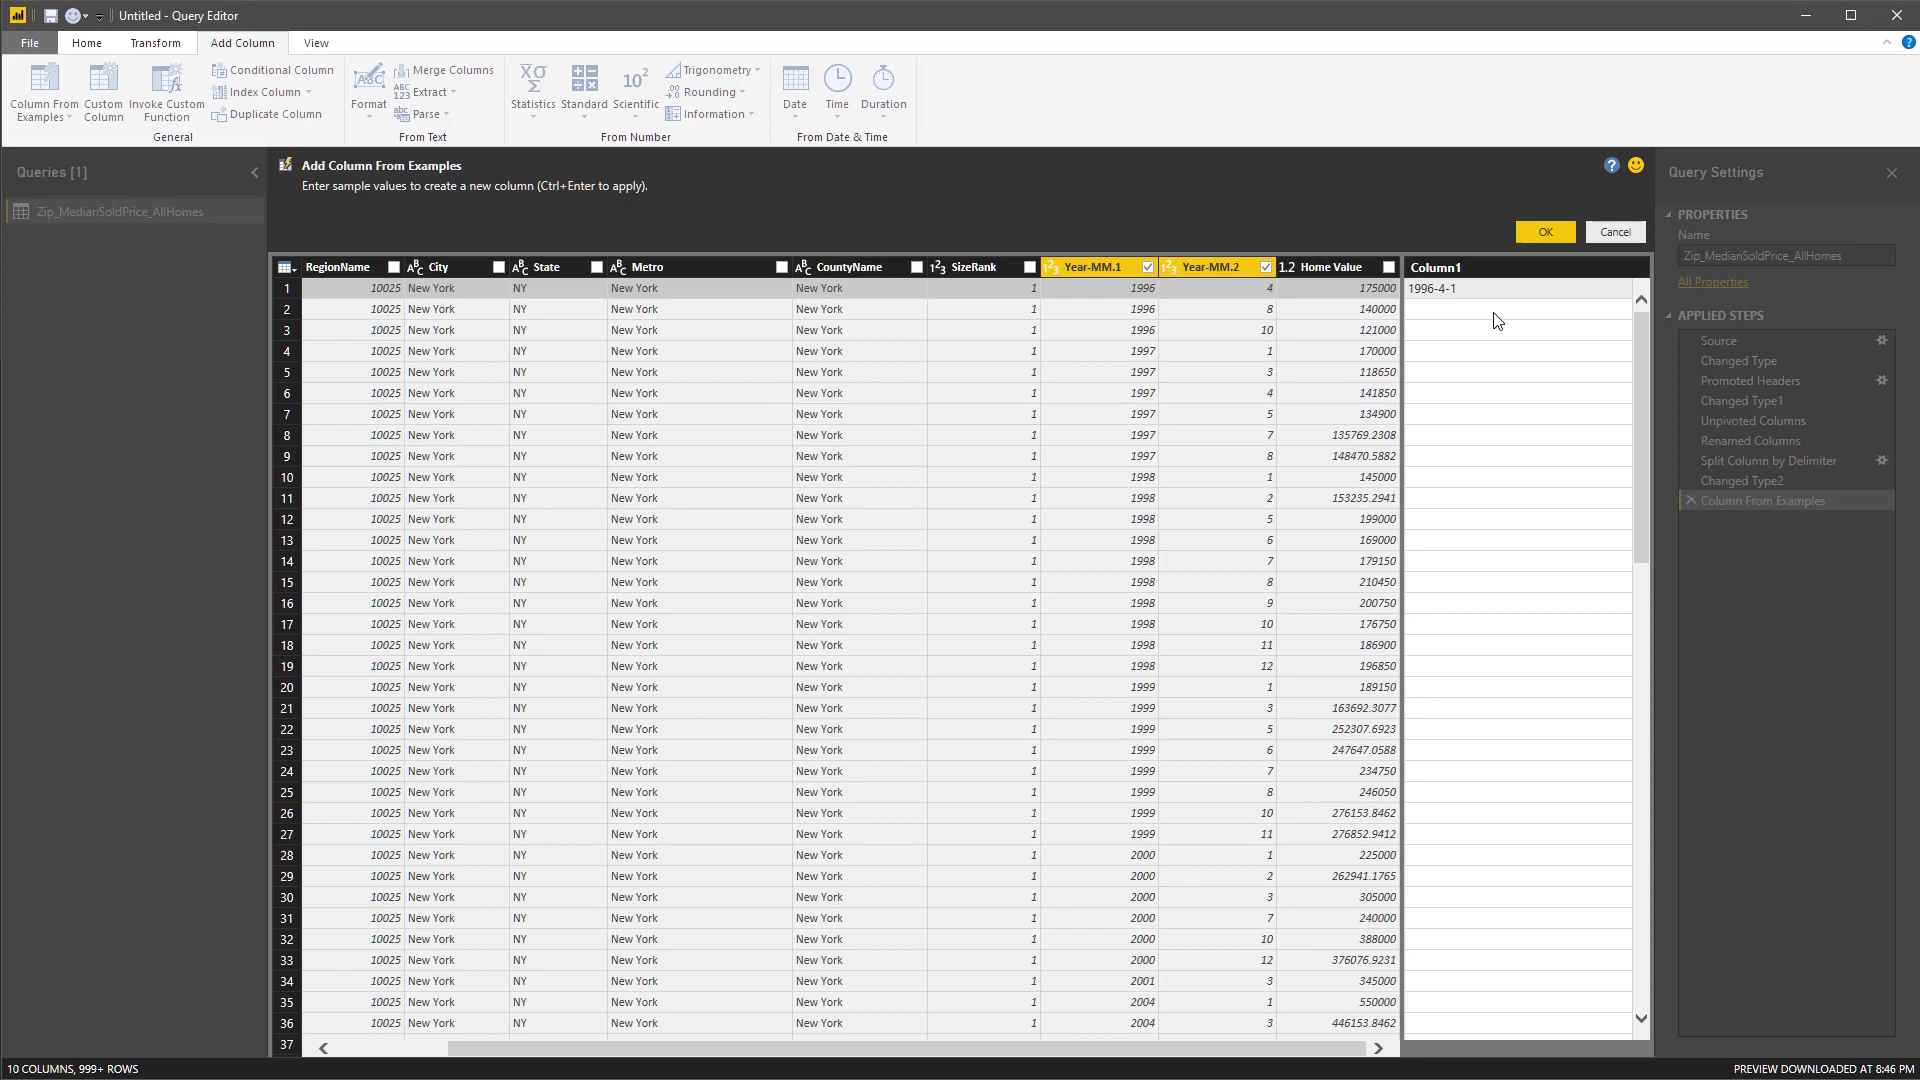 Untitled - Query Editor
File Home Transform Add Column View
Column From Examples
Custom Column
Invoke Custom Function
Conditional Column
Index Column
Duplicate Column
General
Format
Merge Columns
Extract
Parse
From Text
Statistics
Standard
Scientific
Trigonometry
Rounding
Information
From Number
Date
Time
Duration
From Date & Time
Queries [1]
Zip_MedianSoldPrice_AllHomes
Add Column From Examples
Enter sample values to create a new column (Ctrl+Enter to apply).
OK Cancel
RegionName City State Metro CountyName SizeRank Year-MM.1 Year-MM.2 1.2 Home Value Column1
1 10025 New York NY New York New York 1 1996 4 175000 1996-4-1
2 10025 New York NY New York New York 1 1996 8 140000
3 10025 New York NY New York New York 1 1996 10 121000
4 10025 New York NY New York New York 1 1997 1 170000
5 10025 New York NY New York New York 1 1997 3 118650
6 10025 New York NY New York New York 1 1997 4 141850
7 10025 New York NY New York New York 1 1997 5 134900
8 10025 New York NY New York New York 1 1997 7 135769.2308
9 10025 New York NY New York New York 1 1997 8 148470.5882
10 10025 New York NY New York New York 1 1998 1 145000
11 10025 New York NY New York New York 1 1998 2 153235.2941
12 10025 New York NY New York New York 1 1998 5 199000
13 10025 New York NY New York New York 1 1998 6 169000
14 10025 New York NY New York New York 1 1998 7 179150
15 10025 New York NY New York New York 1 1998 8 210450
16 10025 New York NY New York New York 1 1998 9 200750
17 10025 New York NY New York New York 1 1998 10 176750
18 10025 New York NY New York New York 1 1998 11 186900
19 10025 New York NY New York New York 1 1998 12 196850
20 10025 New York NY New York New York 1 1999 1 189150
21 10025 New York NY New York New York 1 1999 3 163692.3077
22 10025 New York NY New York New York 1 1999 5 252307.6923
23 10025 New York NY New York New York 1 1999 6 247647.0588
24 10025 New York NY New York New York 1 1999 7 234750
25 10025 New York NY New York New York 1 1999 8 246050
26 10025 New York NY New York New York 1 1999 10 276153.8462
27 10025 New York NY New York New York 1 1999 11 276852.9412
28 10025 New York NY New York New York 1 2000 1 225000
29 10025 New York NY New York New York 1 2000 2 262941.1765
30 10025 New York NY New York New York 1 2000 3 305000
31 10025 New York NY New York New York 1 2000 7 240000
32 10025 New York NY New York New York 1 2000 10 388000
33 10025 New York NY New York New York 1 2000 12 376076.9231
34 10025 New York NY New York New York 1 2001 3 345000
35 10025 New York NY New York New York 1 2004 1 550000
36 10025 New York NY New York New York 1 2004 3 446153.8462
37
Query Settings
PROPERTIES
Name
Zip_MedianSoldPrice_AllHomes
All Properties
APPLIED STEPS
Source
Changed Type
Promoted Headers
Changed Type1
Unpivoted Columns
Renamed Columns
Split Column by Delimiter
Changed Type2
Column From Examples
10 COLUMNS, 999+ ROWS
PREVIEW DOWNLOADED AT 8:46 PM